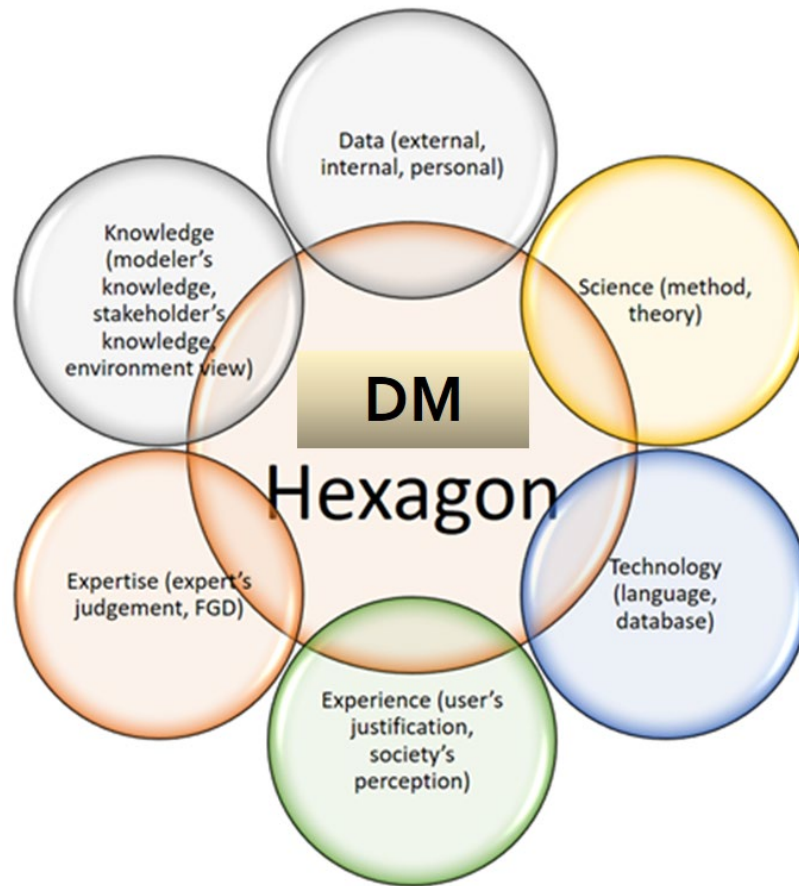 Data (external,
internal, personal)
Science (method,
theory)
Technology
(language,
database)
Experience (user's
justification,
society's
perception)
Expertise (expert's
judgement, FGD)
Knowledge
(modeler's
knowledge,
stakeholder's
knowledge,
environment view)
DM
Hexagon